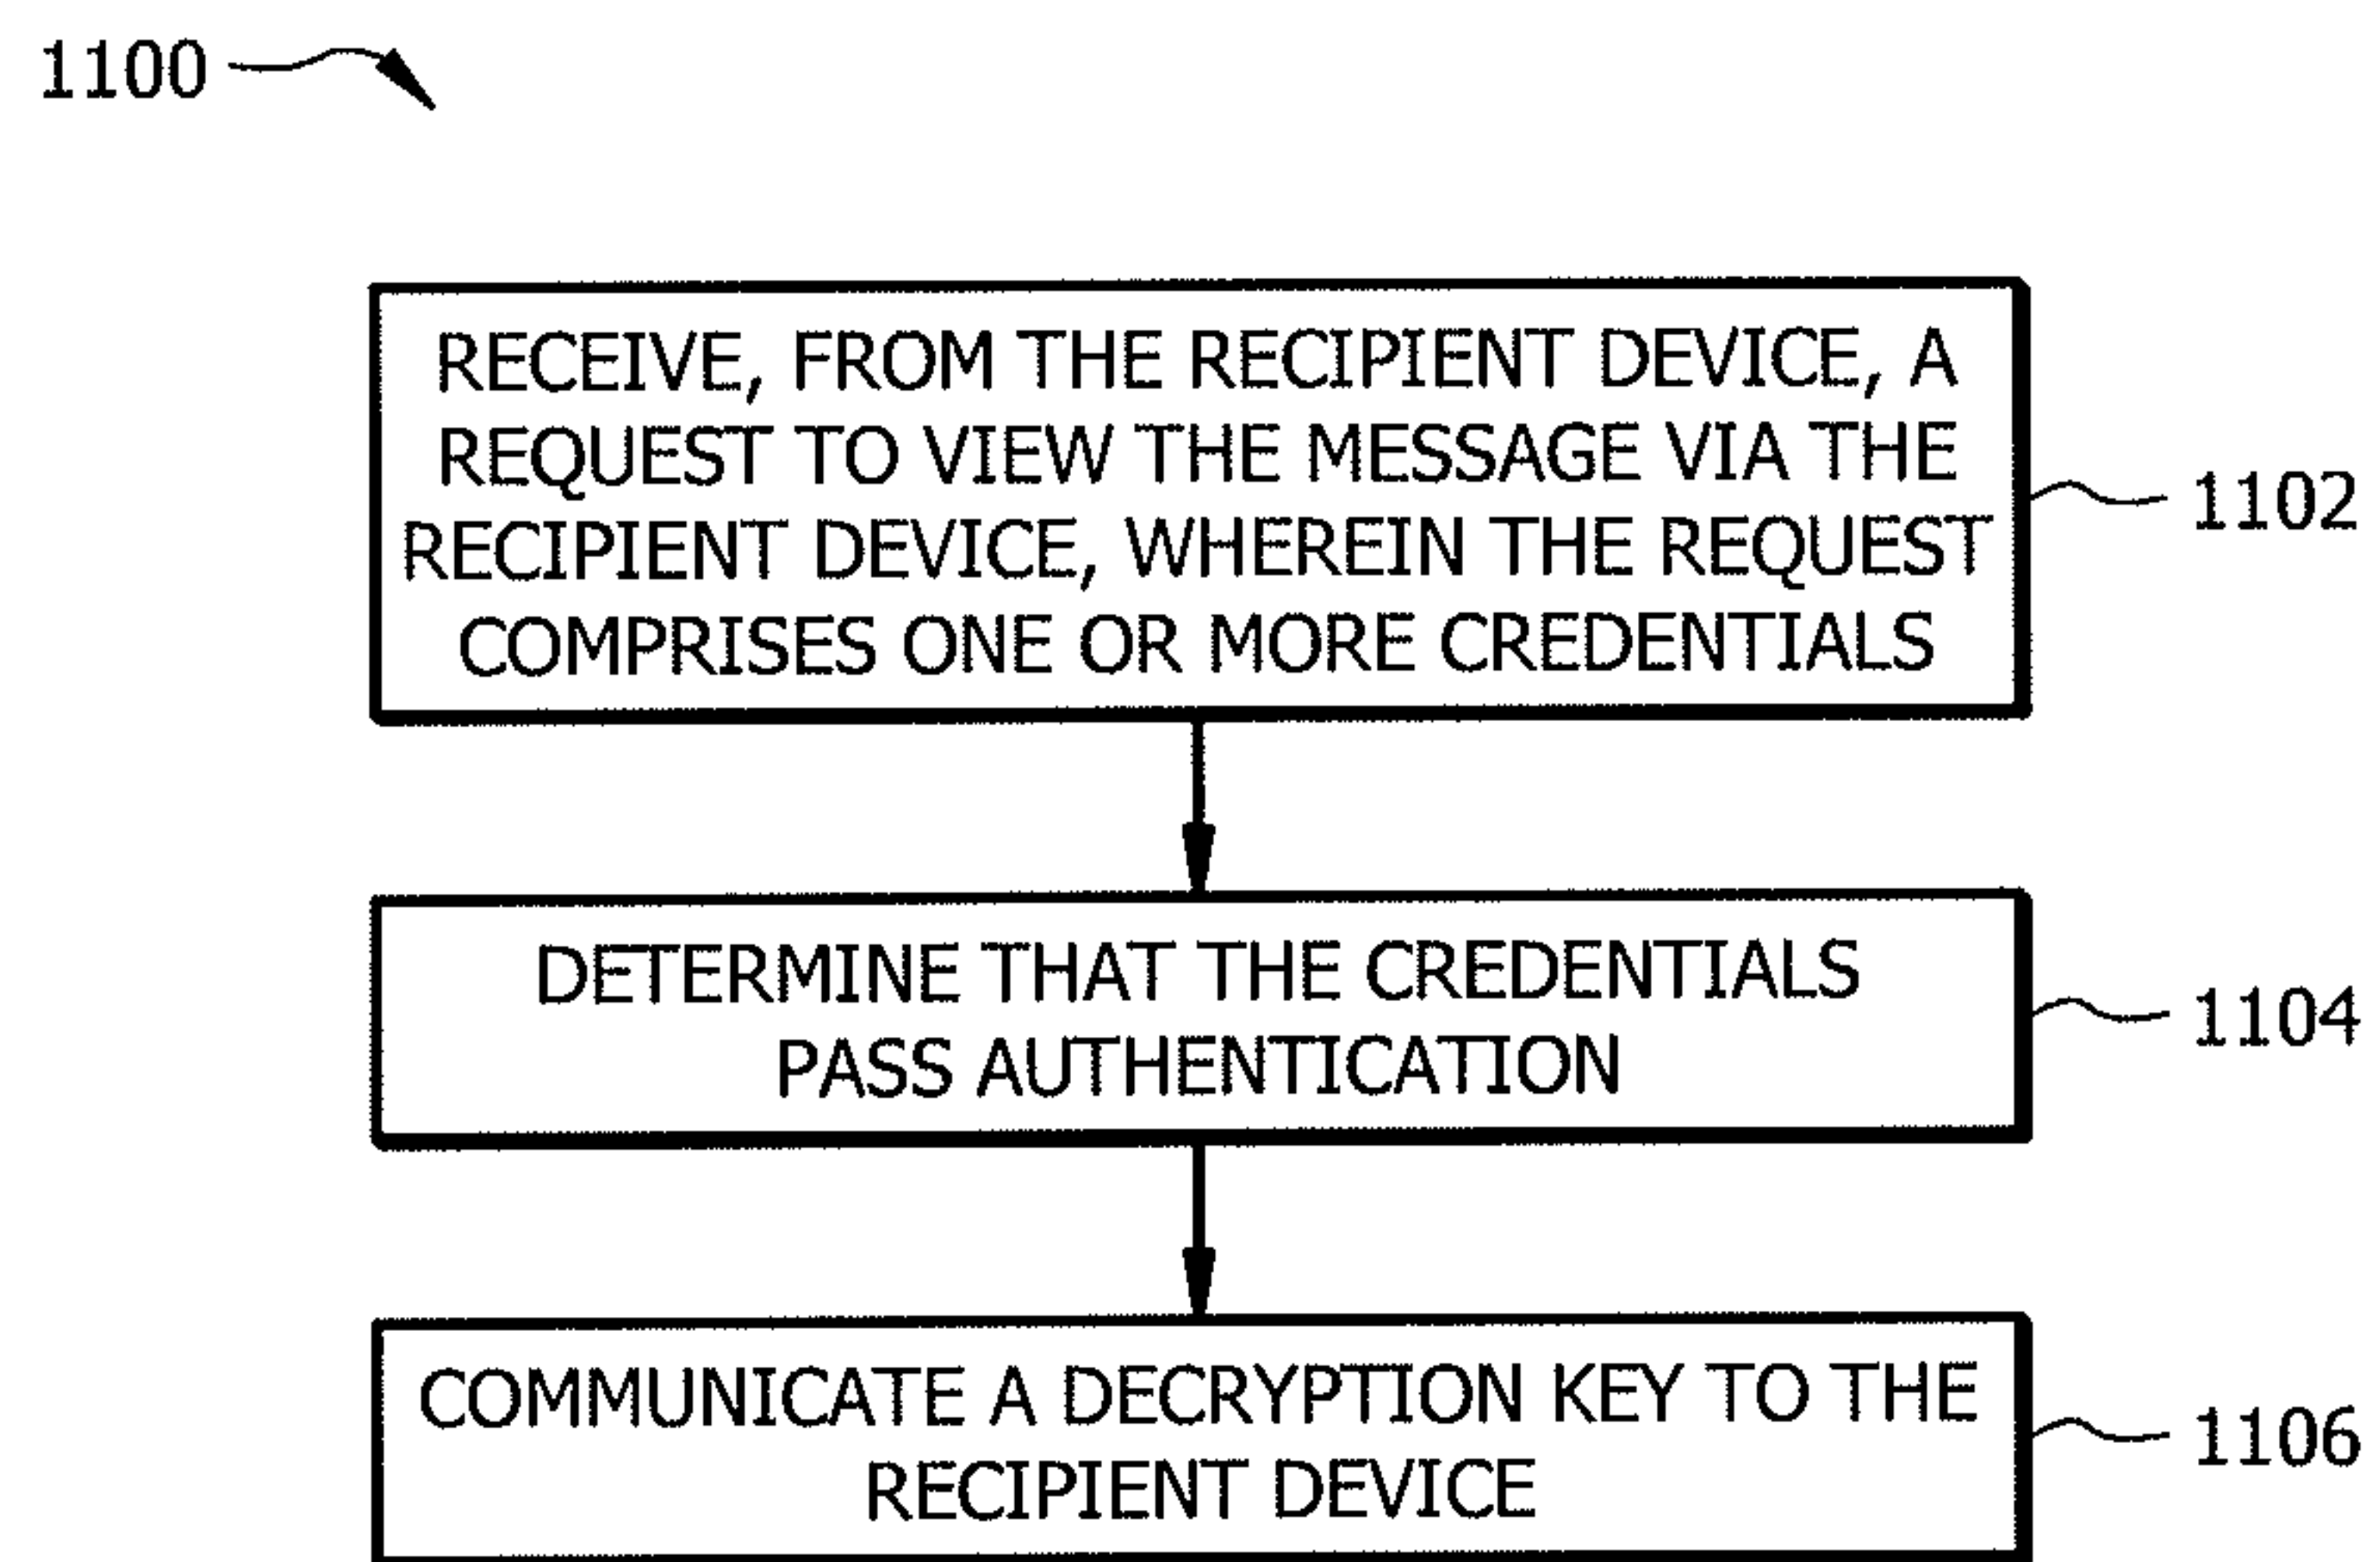 1100
RECEIVE, FROM THE RECIPIENT DEVICE, A
REQUEST TO VIEW THE MESSAGE VIA THE
RECIPIENT DEVICE, WHEREIN THE REQUEST
COMPRISES ONE OR MORE CREDENTIALS
1102
DETERMINE THAT THE CREDENTIALS
PASS AUTHENTICATION
1104
COMMUNICATE A DECRYPTION KEY TO THE
RECIPIENT DEVICE
1106